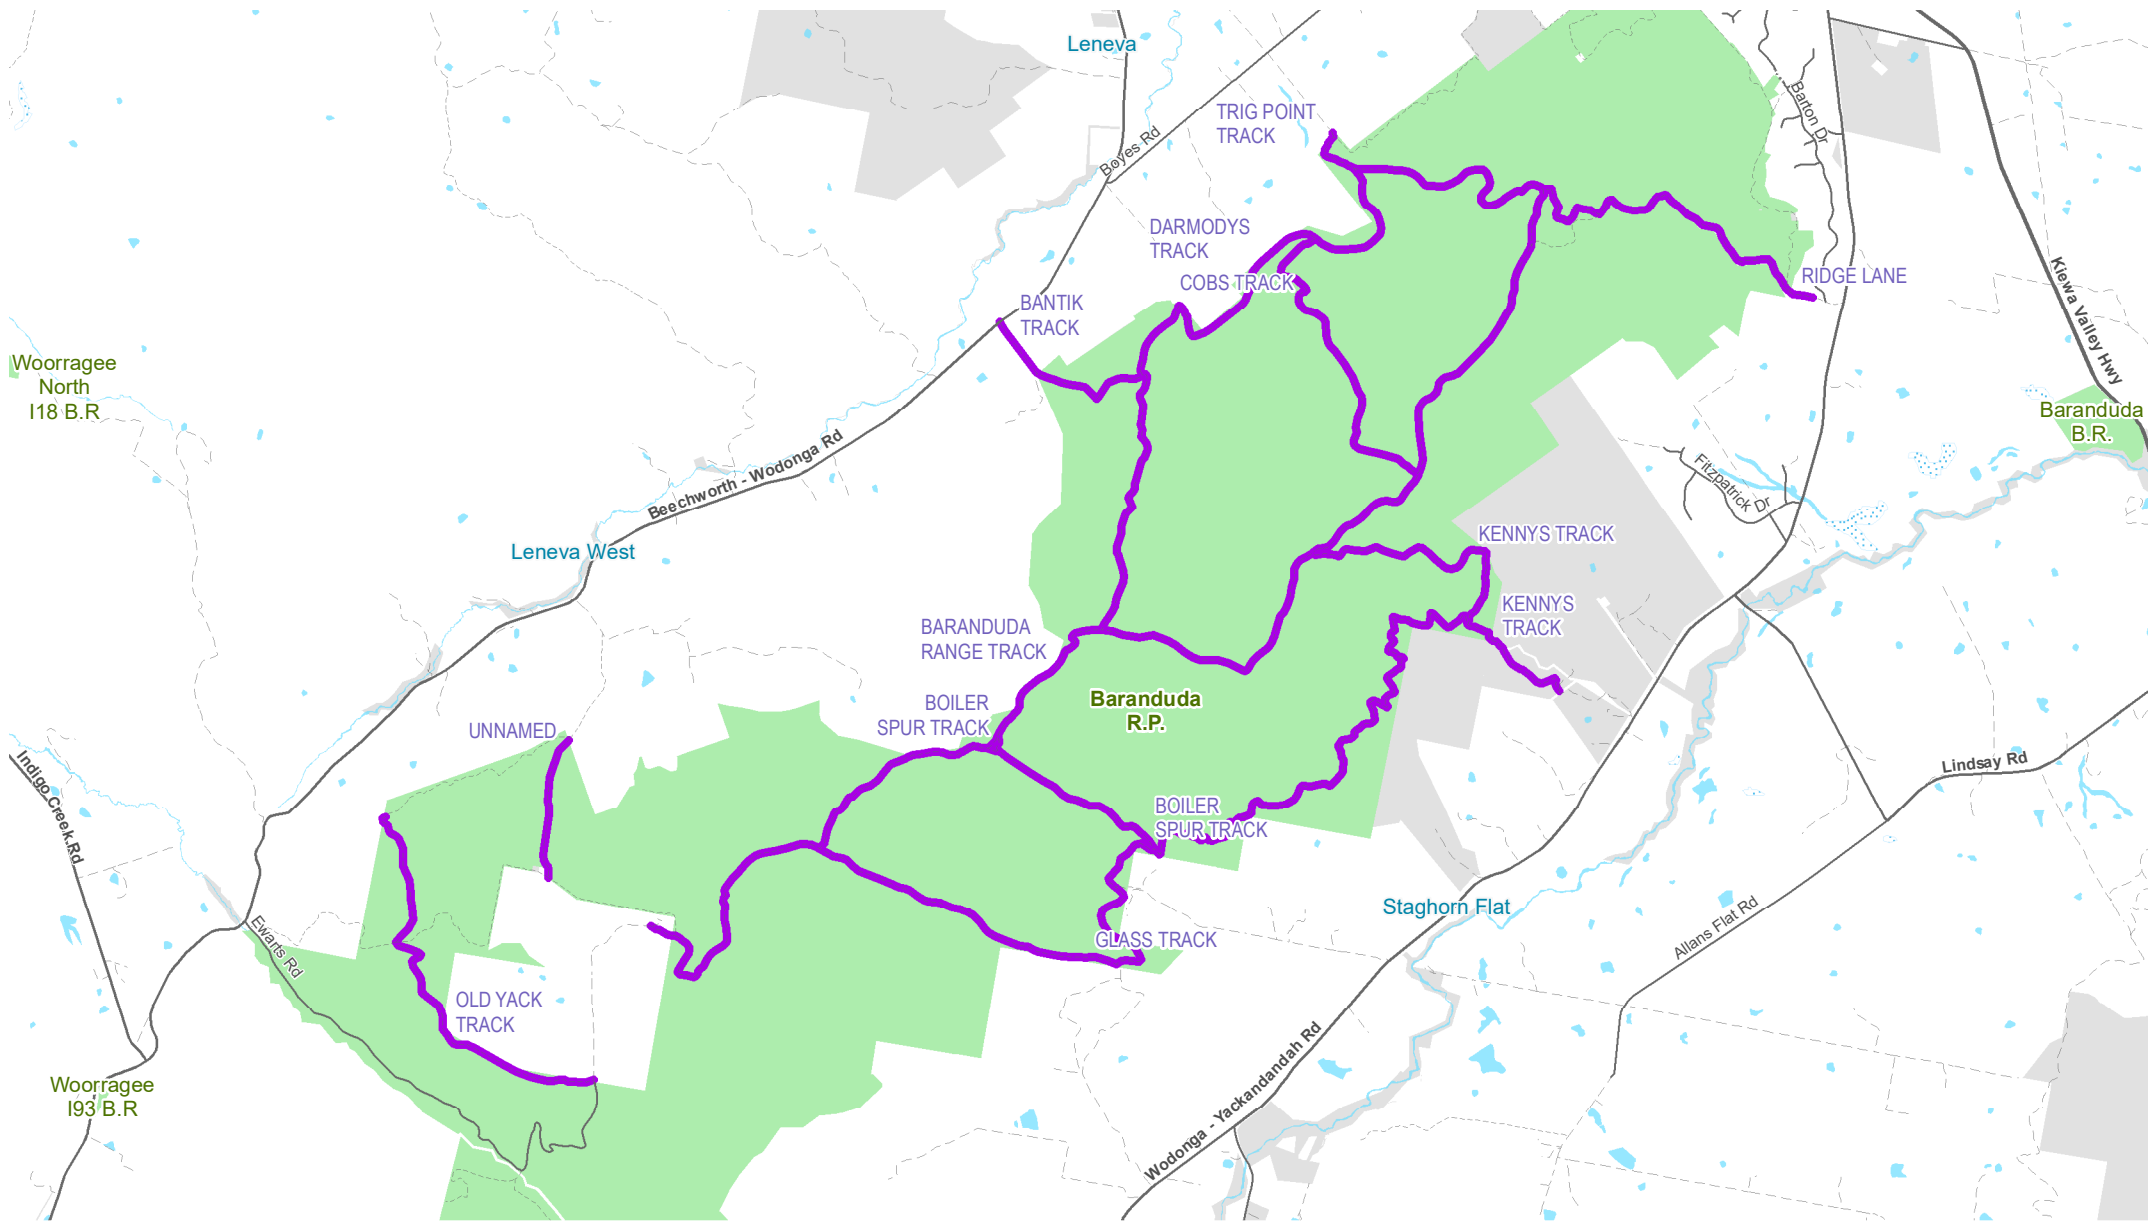 Leneva
TRIG POINT
TRACK
Barton Dr
Boyes Rd
DARMODYS
TRACK
COBS TRACK
RIDGE LANE
BANTIK
TRACK
Kiewa Valley Hwy
Woorragee
North
I18 B.R
Baranduda
B.R.
Beechworth - Wodonga Rd
Fitzpatrick Dr
Leneva West
KENNYS TRACK
KENNYS
TRACK
BARANDUDA
RANGE TRACK
Baranduda
R.P.
BOILER
SPUR TRACK
UNNAMED
Indigo Creek Rd
Lindsay Rd
BOILER
SPUR TRACK
Staghorn Flat
Allans Flat Rd
Ewarts Rd
GLASS TRACK
OLD YACK
TRACK
Wodonga - Yackandandah Rd
Woorragee
I93 B.R